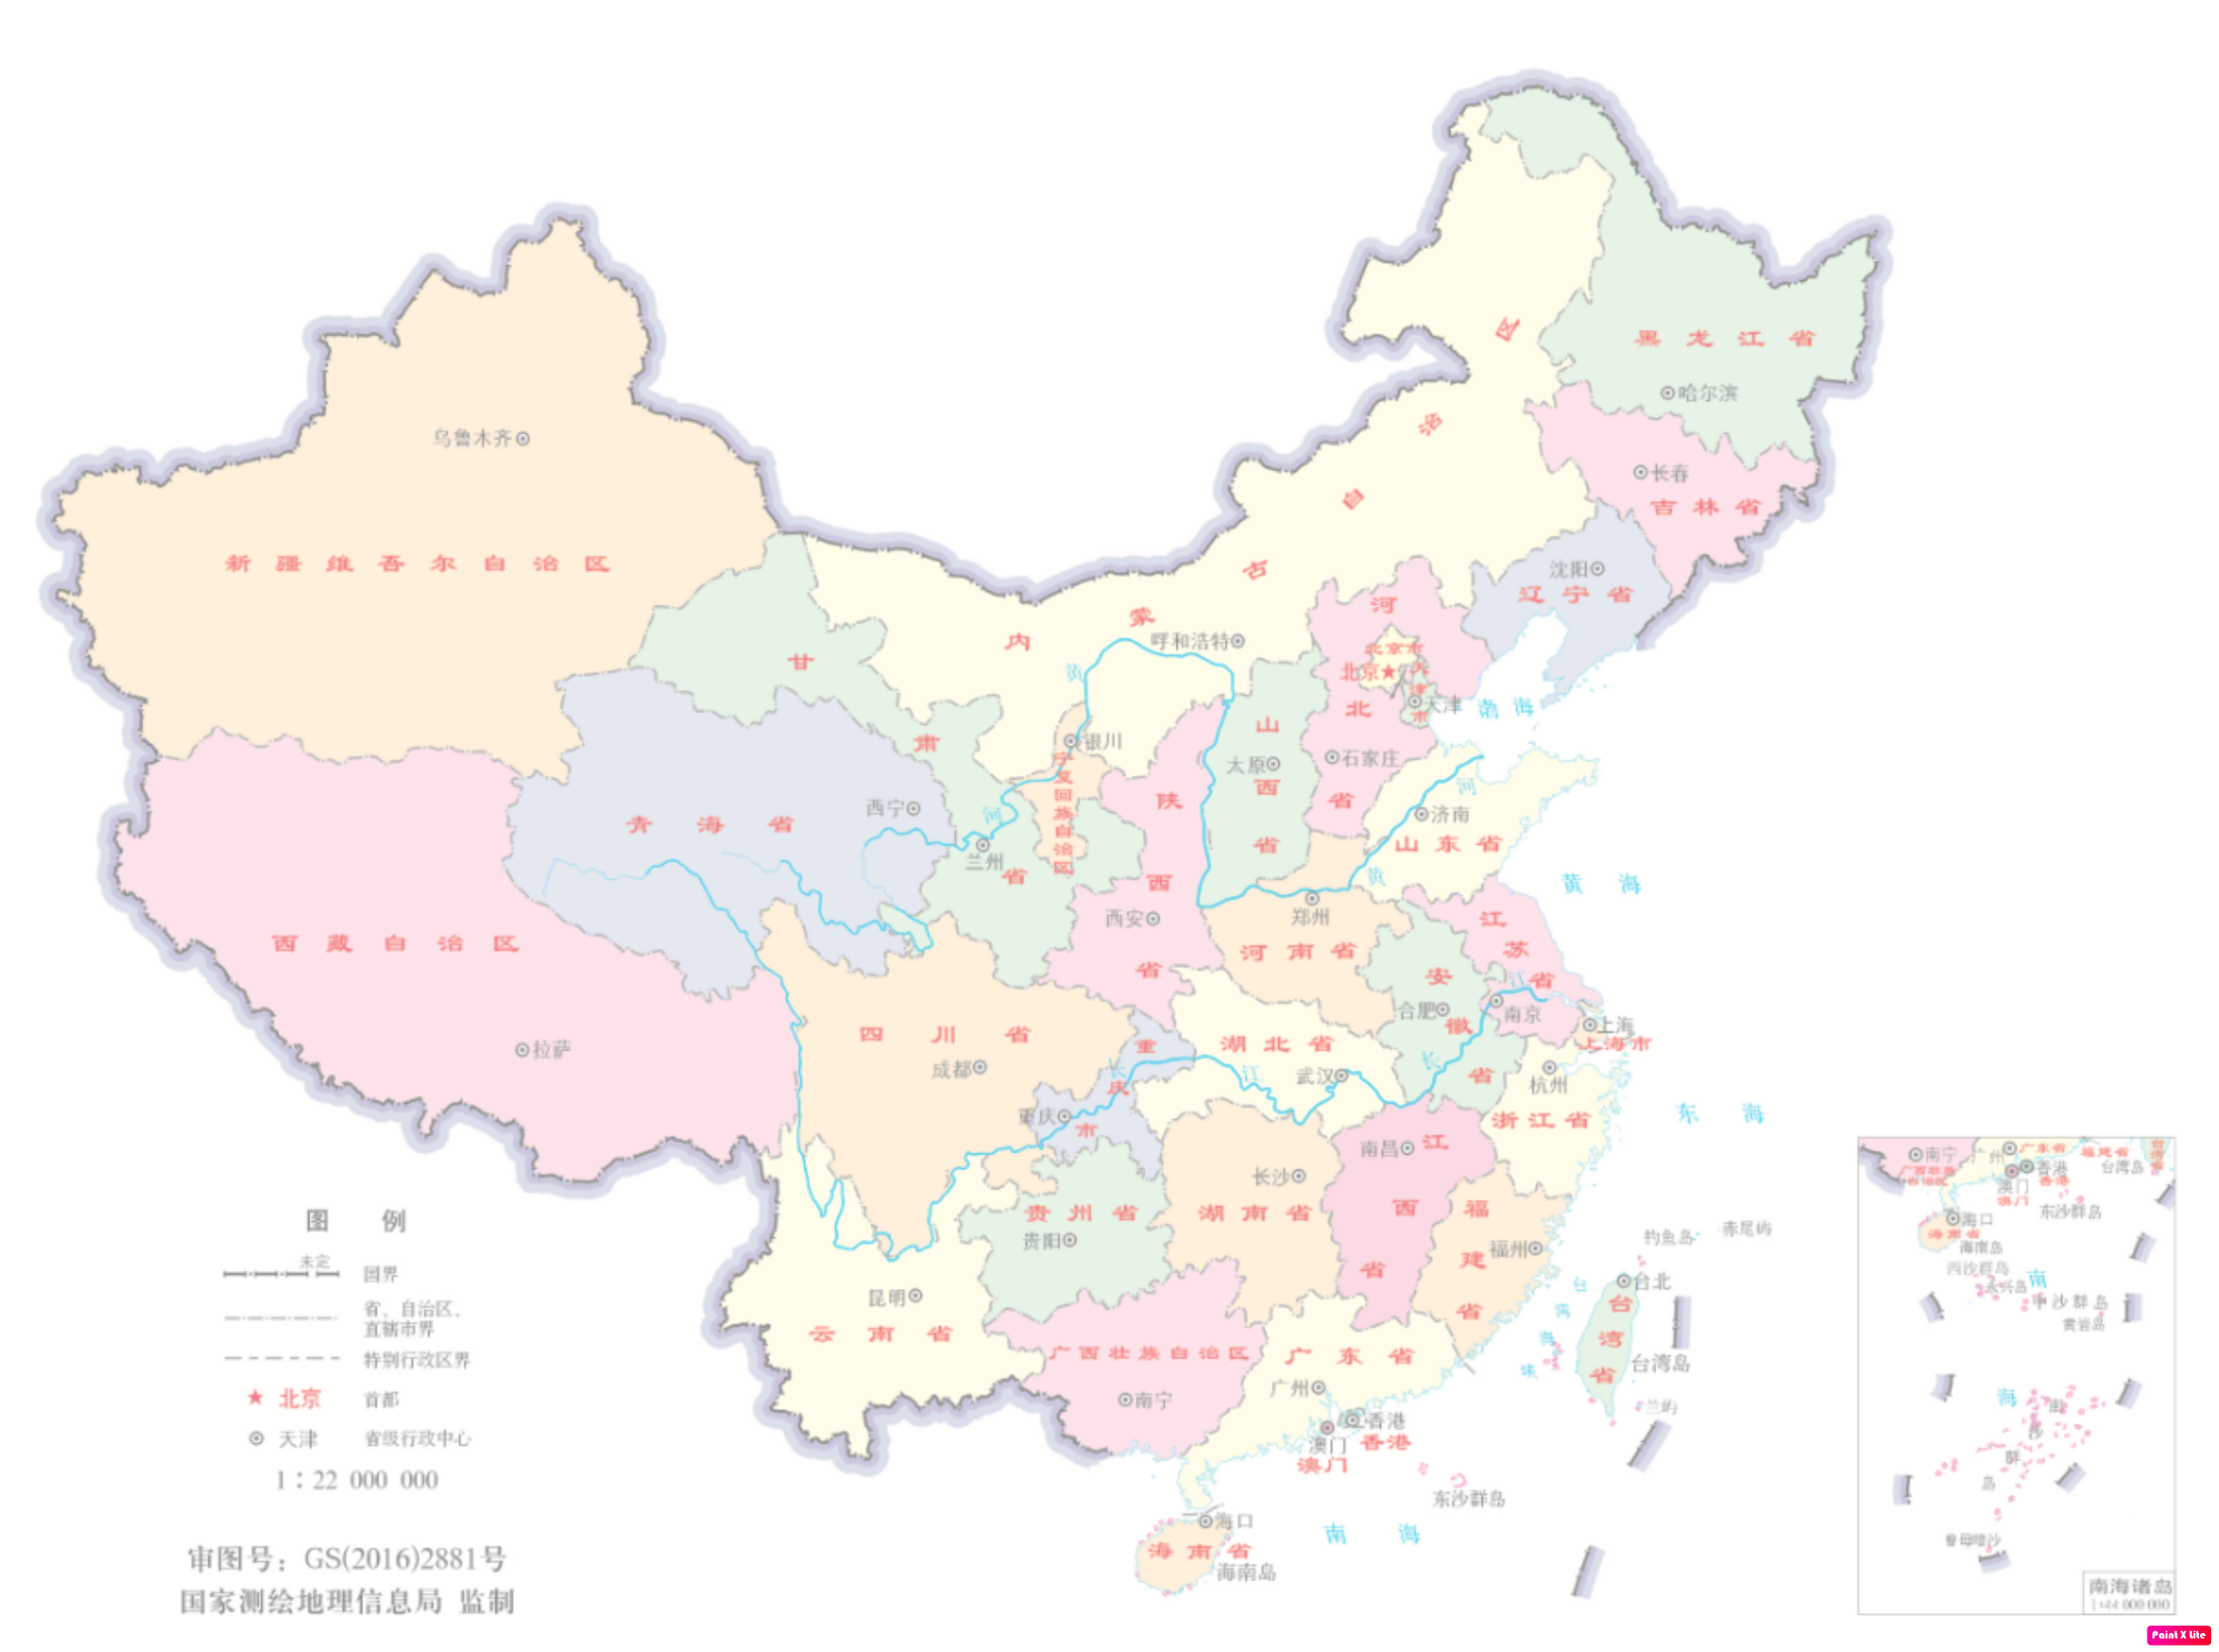 黑龙江省
哈尔滨
内蒙古自治区
长春
吉林省
乌鲁木齐
新疆维吾尔自治区
沈阳
辽宁省
呼和浩特
河北省
北京市
北京
天津市
天津
渤海
甘肃省
黄河
银川
宁夏回族自治区
山西省
太原
石家庄
陕西省
西宁
青海省
兰州
济南
山东省
黄河
黄海
西安
郑州
河南省
江苏省
西藏自治区
安徽省
合肥
南京
上海
上海市
四川省
成都
拉萨
重庆市
重庆
湖北省
武汉
长江
长江
杭州
浙江省
东海
南昌
江西省
长沙
湖南省
贵州省
贵阳
福建省
福州
钓鱼岛
赤尾屿
台北
台湾省
台湾岛
台湾海峡
兰屿
昆明
云南省
广西壮族自治区
南宁
广东省
广州
香港
香港
澳门
澳门
东沙群岛
海口
海南省
海南岛
南海
图例
未定
国界
省、自治区、
直辖市界
特别行政区界
北京 首都
天津 省级行政中心
1：22 000 000
审图号：GS(2016)2881号
国家测绘地理信息局 监制
南宁
广西壮族
自治区
广州
广东省
香港
香港
澳门
澳门
福建省
台湾省
台湾岛
东沙群岛
海口
海南省
海南岛
西沙群岛
永兴岛
中沙群岛
黄岩岛
南海
南沙群岛
曾母暗沙
南海诸岛
1:44 000 000
Paint X Lite